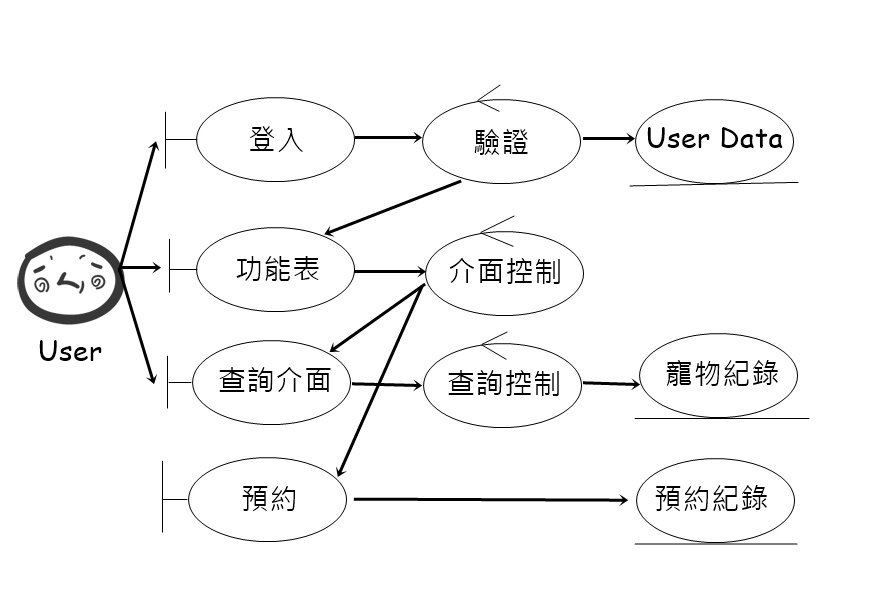 登入
驗證
User Data
功能表
介面控制
User
查詢介面
查詢控制
寵物紀錄
預約
預約紀錄